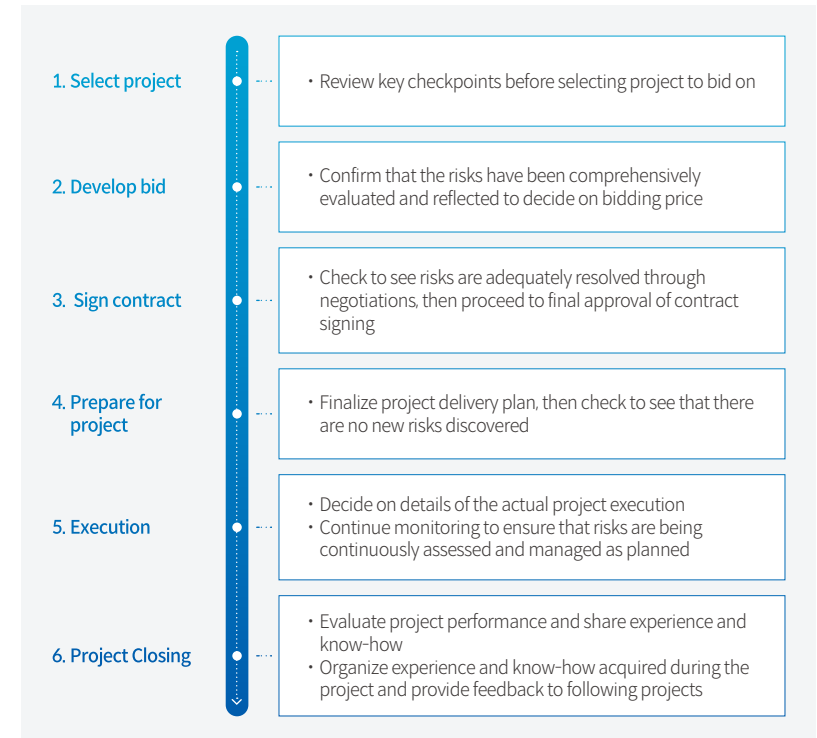 1. Select project
• Review key checkpoints before selecting project to bid on
2. Develop bid
• Confirm that the risks have been comprehensively
evaluated and reflected to decide on bidding price
3. Sign contract
• Check to see risks are adequately resolved through
negotiations, then proceed to final approval of contract
signing
4. Prepare for
project
• Finalize project delivery plan, then check to see that there
are no new risks discovered
5. Execution
• Decide on details of the actual project execution
• Continue monitoring to ensure that risks are being
continuously assessed and managed as planned
6. Project Closing
• Evaluate project performance and share experience and
know-how
• Organize experience and know-how acquired during the
project and provide feedback to following projects